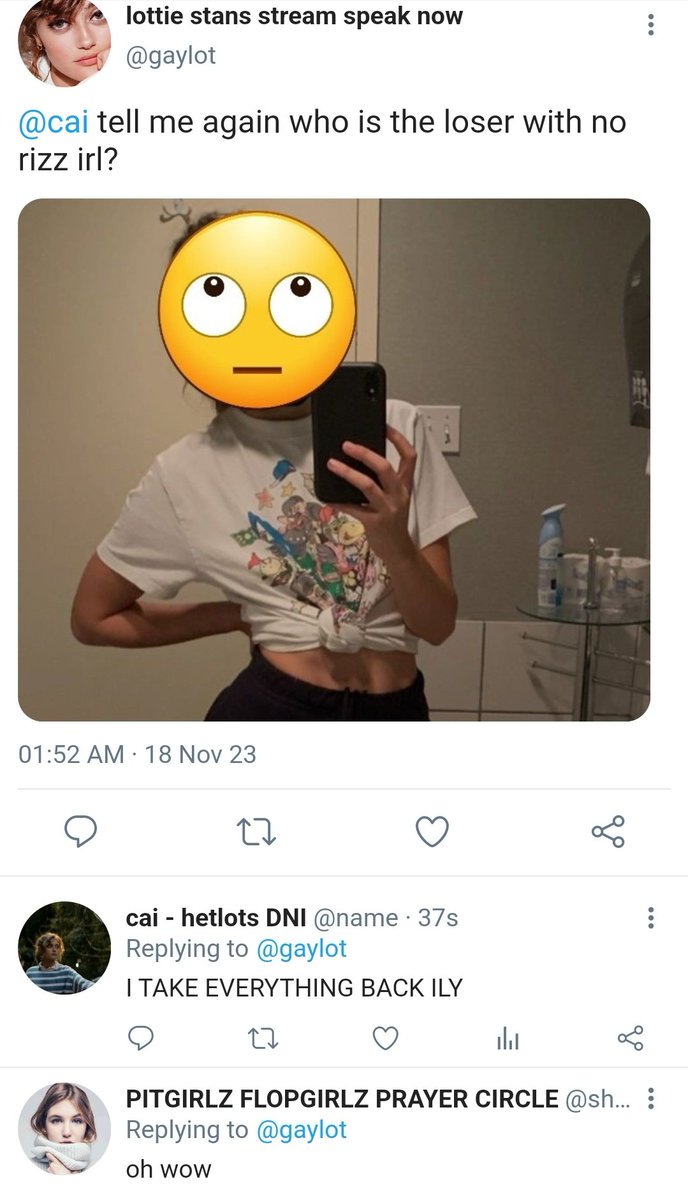 lottie stans stream speak now
@gaylot
@cai tell me again who is the loser with no
rizz irl?
01:52 AM · 18 Nov 23
cai - hetlots DNI @name · 37s
Replying to @gaylot
I TAKE EVERYTHING BACK ILY
PITGIRLZ FLOPGIRLZ PRAYER CIRCLE @sh...
Replying to @gaylot
oh wow